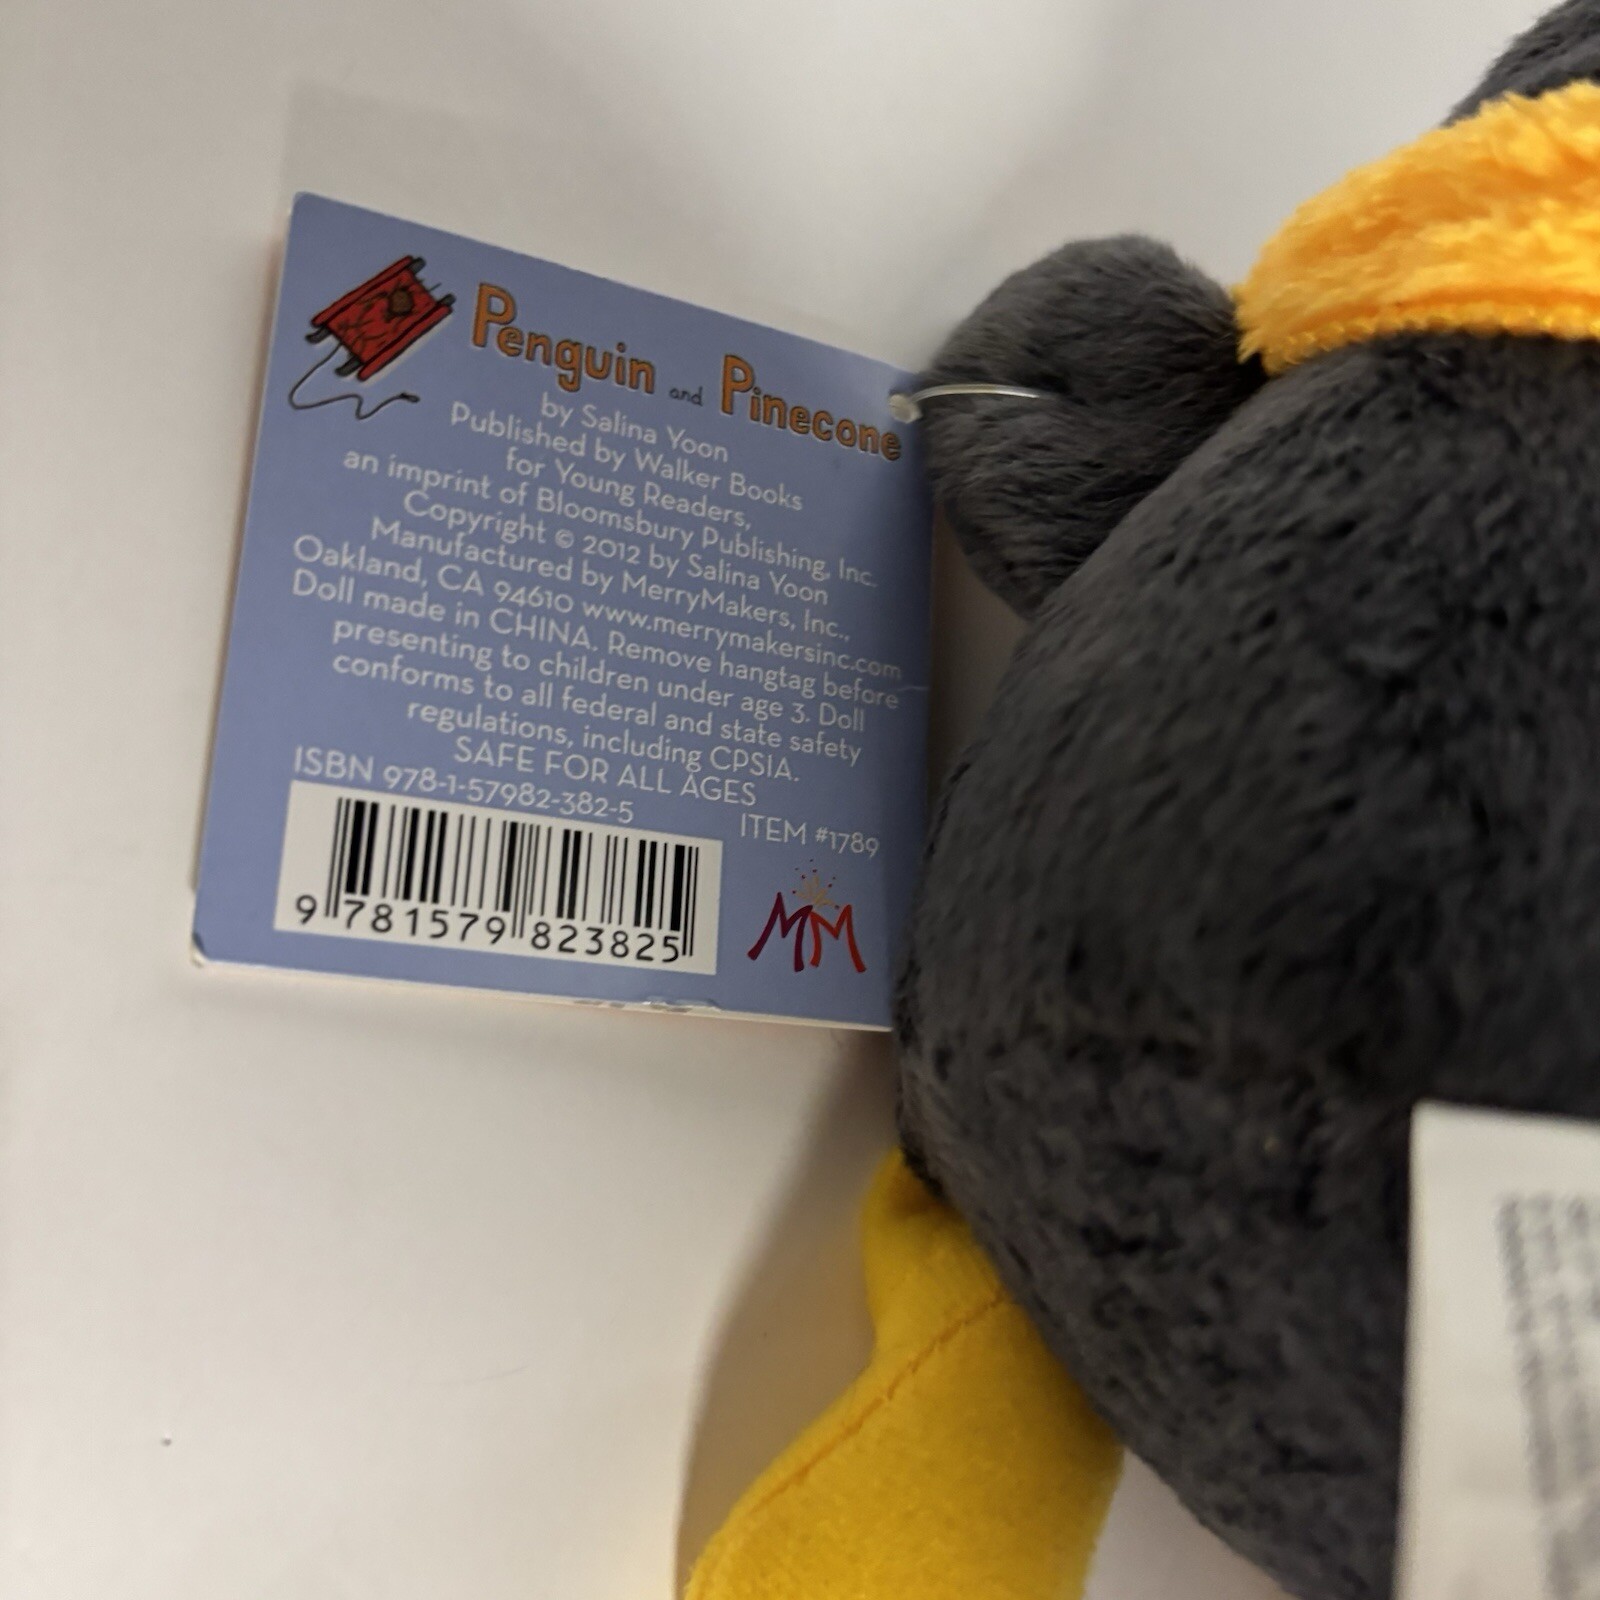 Penguin and Pinecone
by Salina Yoon
Published by Walker Books
for Young Readers,
an imprint of Bloomsbury Publishing, Inc.
Copyright © 2012 by Salina Yoon
Manufactured by MerryMakers, Inc.,
Oakland, CA 94610 www.merrymakersinc.com
Doll made in CHINA. Remove hangtag before
presenting to children under age 3. Doll
conforms to all federal and state safety
regulations, including CPSIA.
SAFE FOR ALL AGES
ISBN 978-1-57982-382-5
ITEM #1789
9 781579 823825
MM